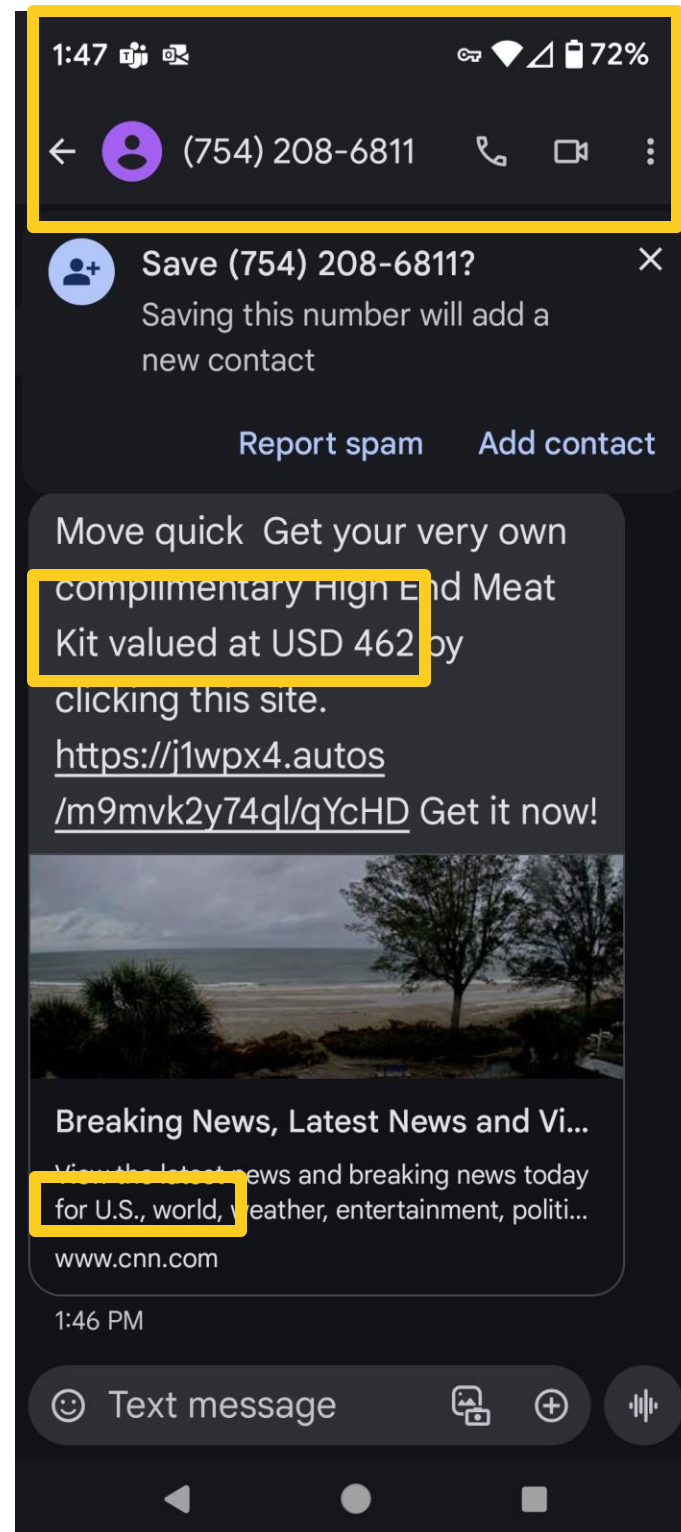 1:47 72%
(754) 208-6811
Save (754) 208-6811?
Saving this number will add a
new contact
Report spam Add contact
Move quick Get your very own
complimentary High End Meat
Kit valued at USD 462 by
clicking this site.
https://j1wpx4.autos
/m9mvk2y74ql/qYcHD Get it now!
Breaking News, Latest News and Vi...
View the latest news and breaking news today
for U.S., world, weather, entertainment, politi...
www.cnn.com
1:46 PM
Text message